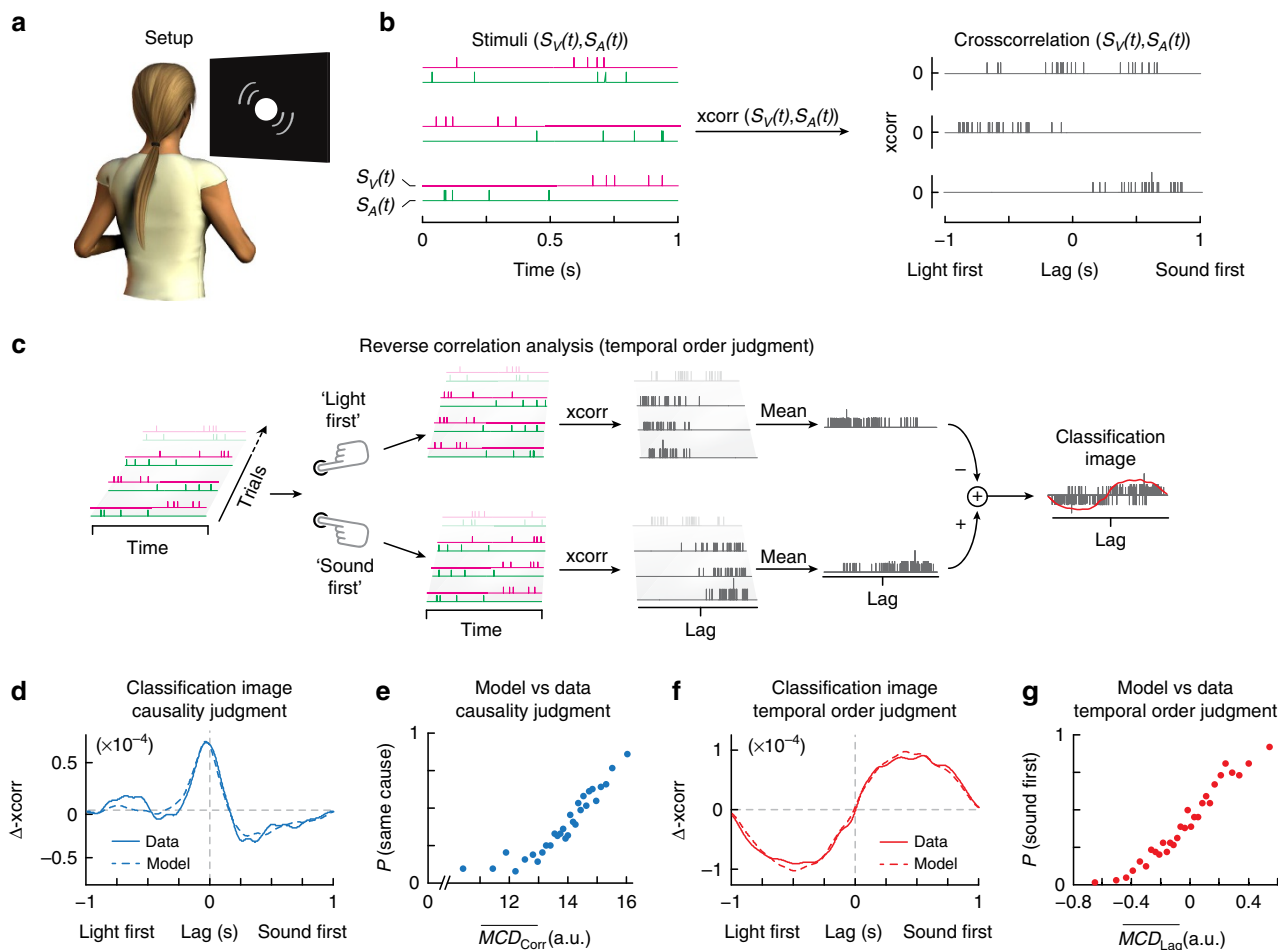 a
Setup
b
Stimuli (S_V(t),S_A(t))
S_V(t)
S_A(t)
0
0.5
1
Time (s)
xcorr (S_V(t),S_A(t))
Crosscorrelation (S_V(t),S_A(t))
xcorr
0
0
0
−1
0
1
Light first
Lag (s)
Sound first
c
Reverse correlation analysis (temporal order judgment)
Time
Trials
'Light
first'
'Sound
first'
xcorr
Mean
xcorr
Mean
Time
Lag
Lag
−
+
+
Classification
image
Lag
d
Classification image
causality judgment
(×10−4)
Δ-xcorr
0.5
0
−0.5
Data
Model
−1
0
1
Light first
Lag (s)
Sound first
e
Model vs data
causality judgment
P (same cause)
1
0
0
10
12
14
16
MCD_Corr (a.u.)
f
Classification image
temporal order judgment
(×10−4)
Δ-xcorr
1
0
−1
Data
Model
−1
0
1
Light first
Lag (s)
Sound first
g
Model vs data
temporal order judgment
P (sound first)
1
0
−0.8
−0.4
0
0.4
MCD_Lag (a.u.)